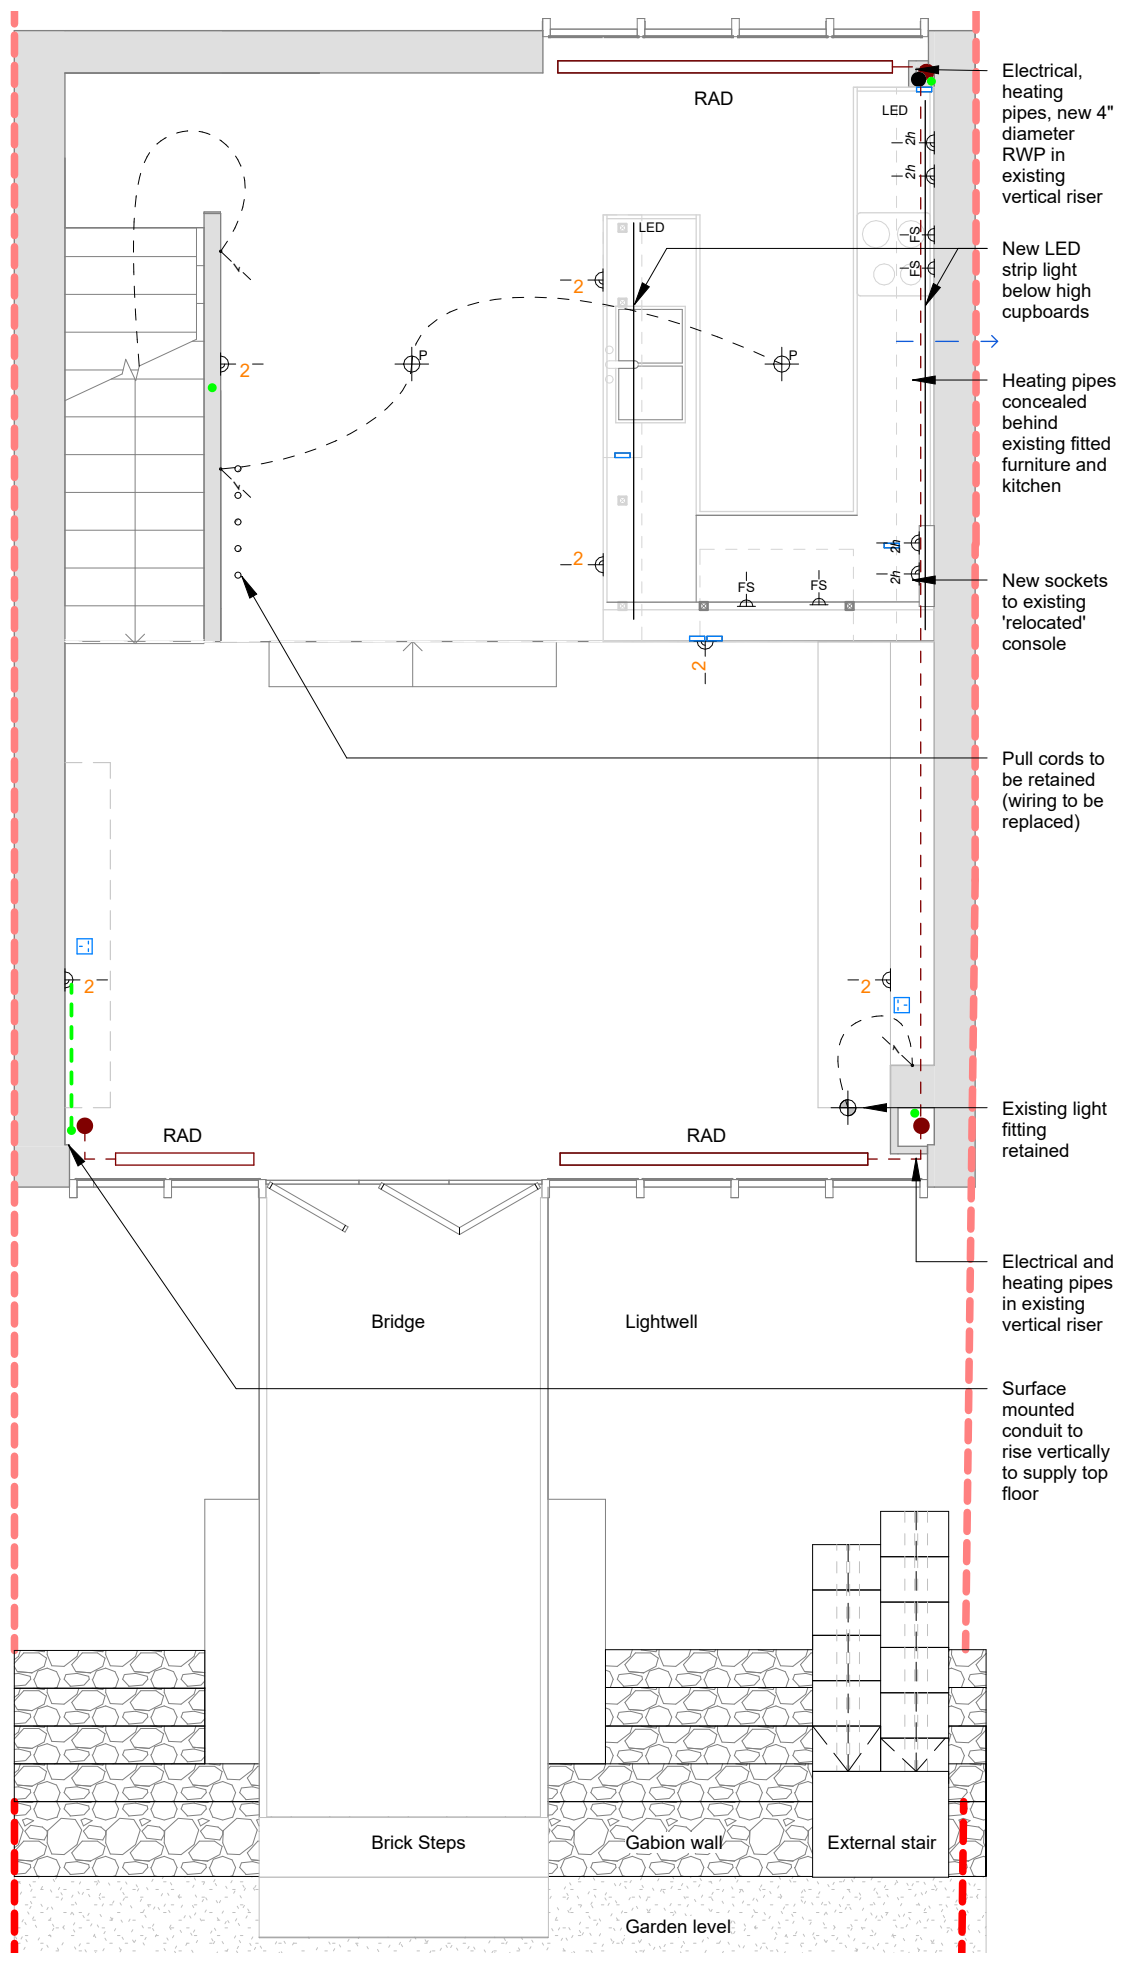 RAD
Electrical,
heating
pipes, new 4"
diameter
RWP in
existing
vertical riser
LED
2h
2h
LED
FS
FS
New LED
strip light
below high
cupboards
2
P
P
2
Heating pipes
concealed
behind
existing fitted
furniture and
kitchen
2
2h
2h
FS
FS
New sockets
to existing
'relocated'
console
2
Pull cords to
be retained
(wiring to be
replaced)
2
2
Existing light
fitting
retained
RAD
RAD
Electrical and
heating pipes
in existing
vertical riser
Bridge
Lightwell
Surface
mounted
conduit to
rise vertically
to supply top
floor
Brick Steps
Gabion wall
External stair
Garden level